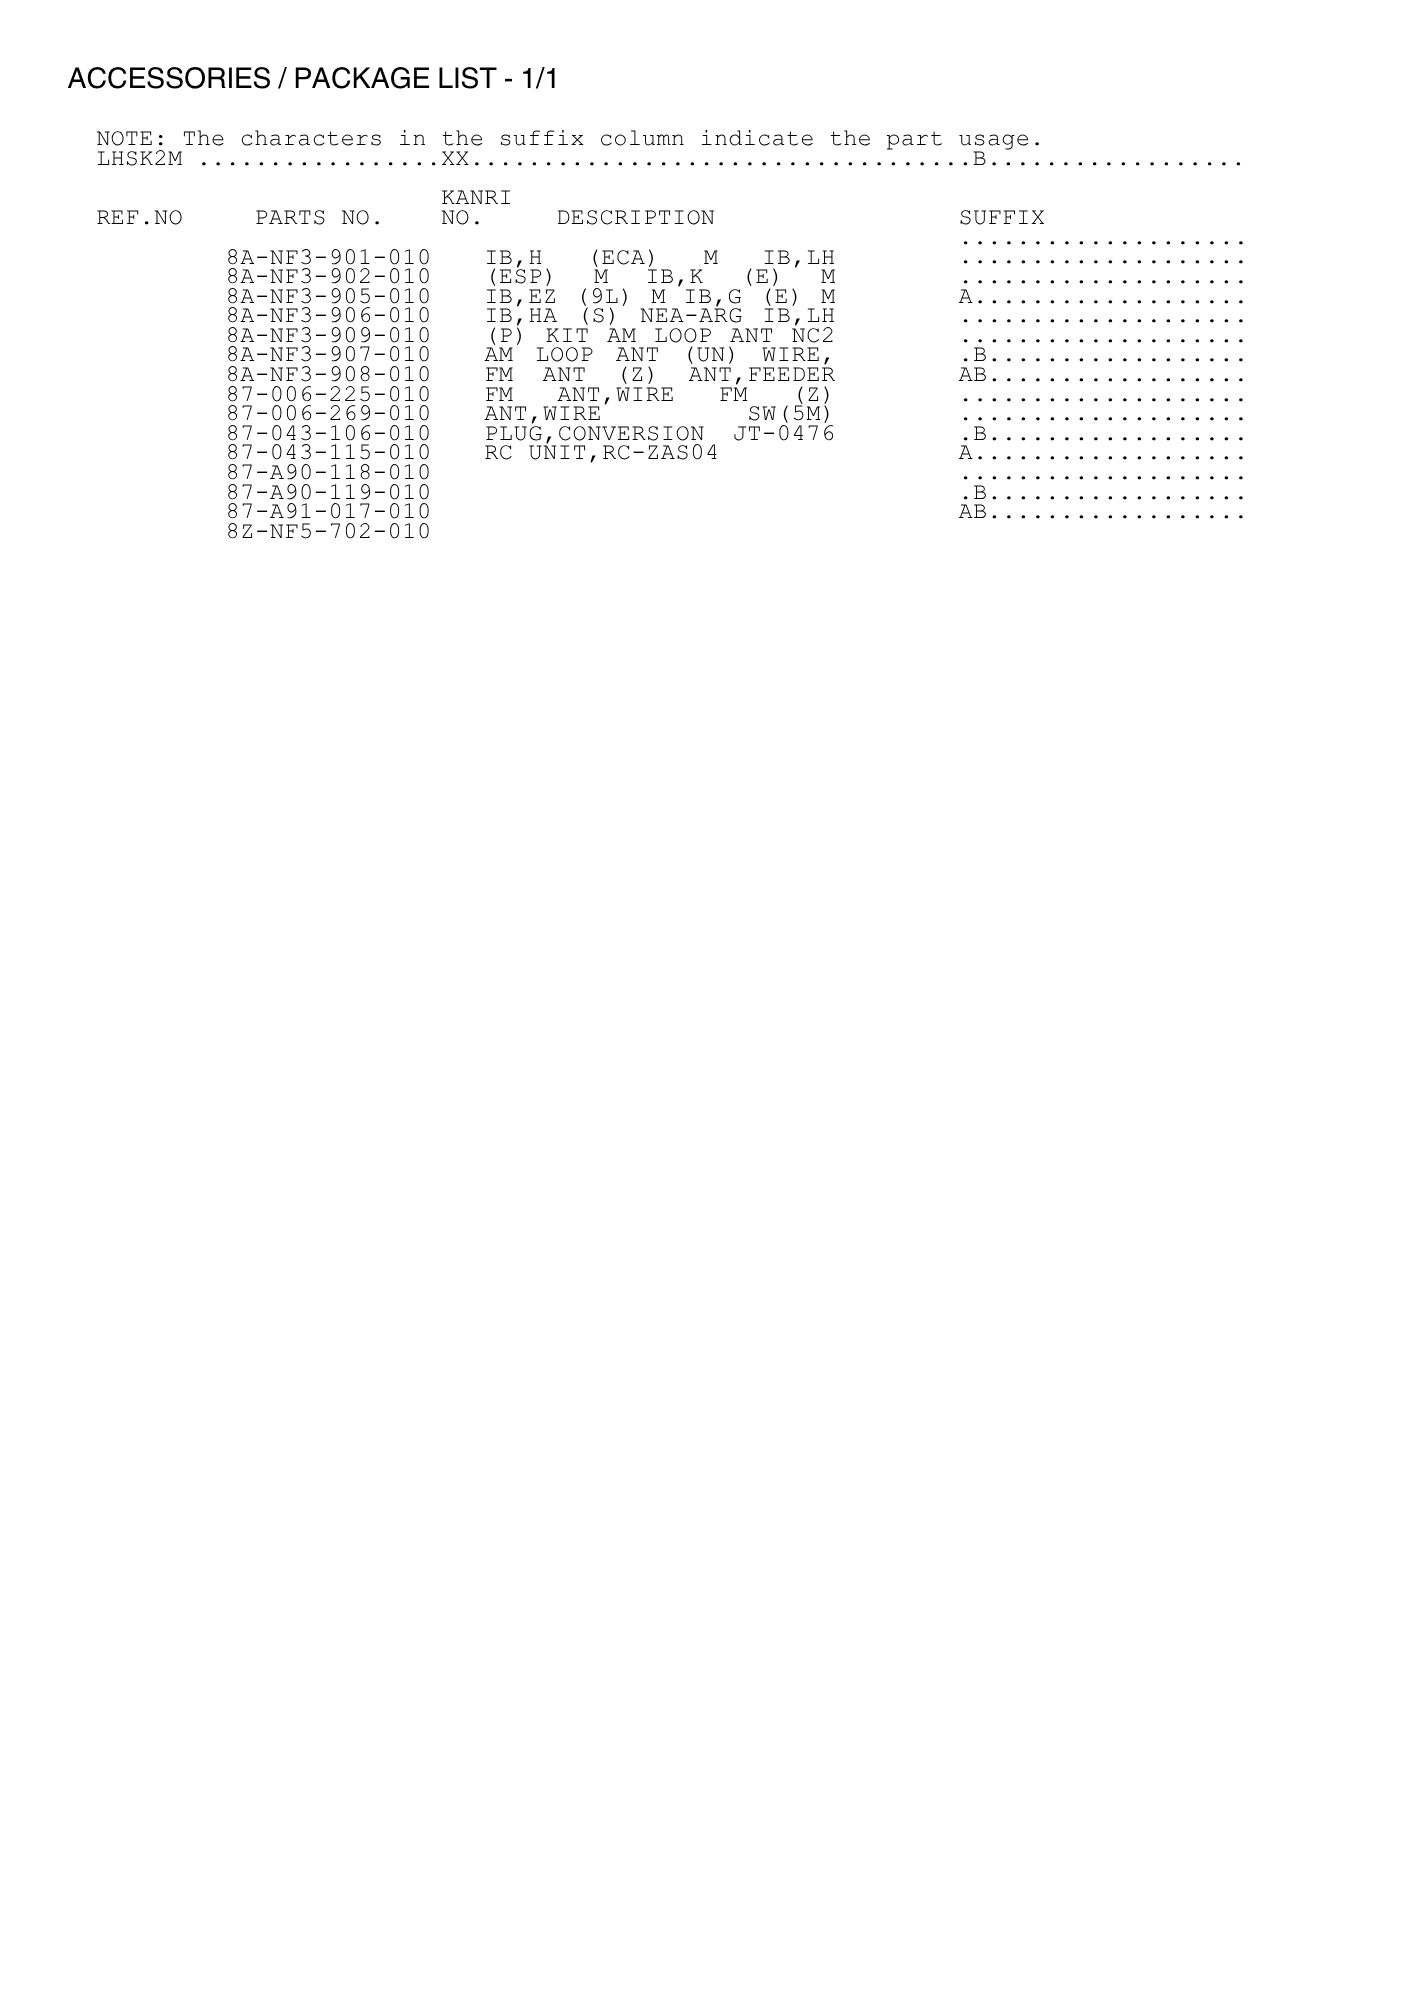 ACCESSORIES / PACKAGE LIST - 1/1
NOTE: The characters in the suffix column indicate the part usage.
LHSK2M .................XX...................................B..................
KANRI
REF.NO PARTS NO. NO. DESCRIPTION SUFFIX
....................
8A-NF3-901-010 IB,H (ECA) M IB,LH ....................
8A-NF3-902-010 (ESP) M IB,K (E) M ....................
8A-NF3-905-010 IB,EZ (9L) M IB,G (E) M A...................
8A-NF3-906-010 IB,HA (S) NEA-ARG IB,LH ....................
8A-NF3-909-010 (P) KIT AM LOOP ANT NC2 ....................
8A-NF3-907-010 AM LOOP ANT (UN) WIRE, .B..................
8A-NF3-908-010 FM ANT (Z) ANT,FEEDER AB..................
87-006-225-010 FM ANT,WIRE FM (Z) ....................
87-006-269-010 ANT,WIRE SW(5M) ....................
87-043-106-010 PLUG,CONVERSION JT-0476 .B..................
87-043-115-010 RC UNIT,RC-ZAS04 A...................
87-A90-118-010 ....................
87-A90-119-010 .B..................
87-A91-017-010 AB..................
8Z-NF5-702-010